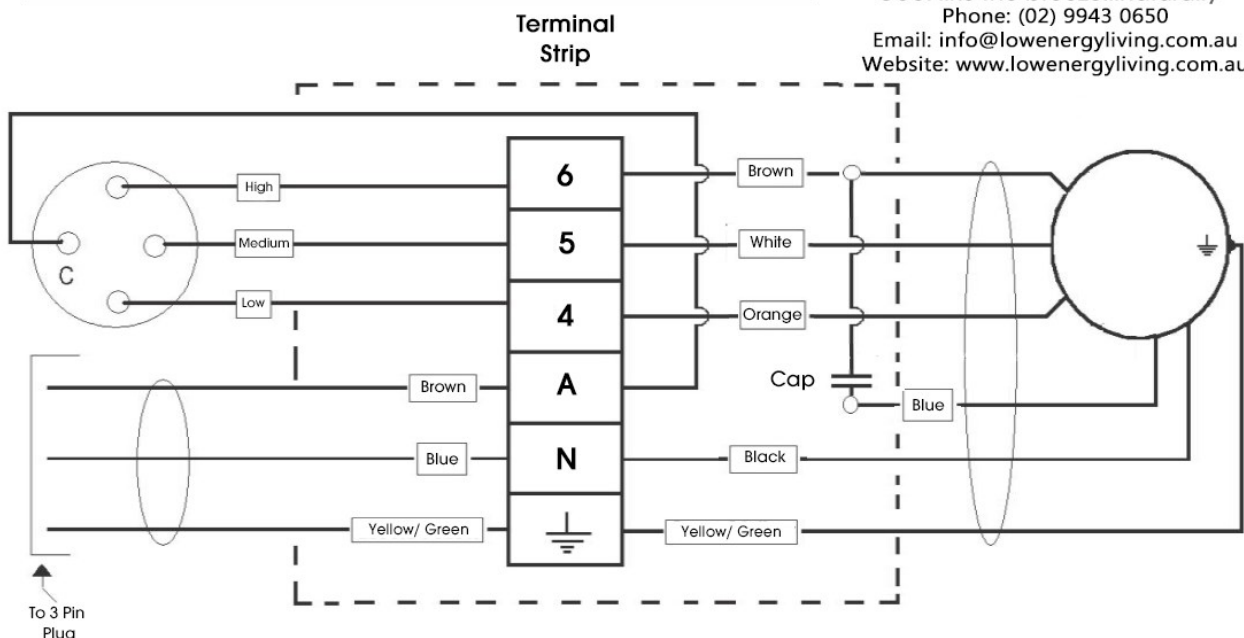 Phone: (02) 9943 0650
Email: info@lowenergyliving.com.au
Website: www.lowenergyliving.com.au
Terminal
Strip
6
Brown
High
5
White
Medium
C
4
Orange
Low
Cap
A
Brown
Blue
N
Blue
Black
Yellow/ Green
Yellow/ Green
To 3 Pin
Plug